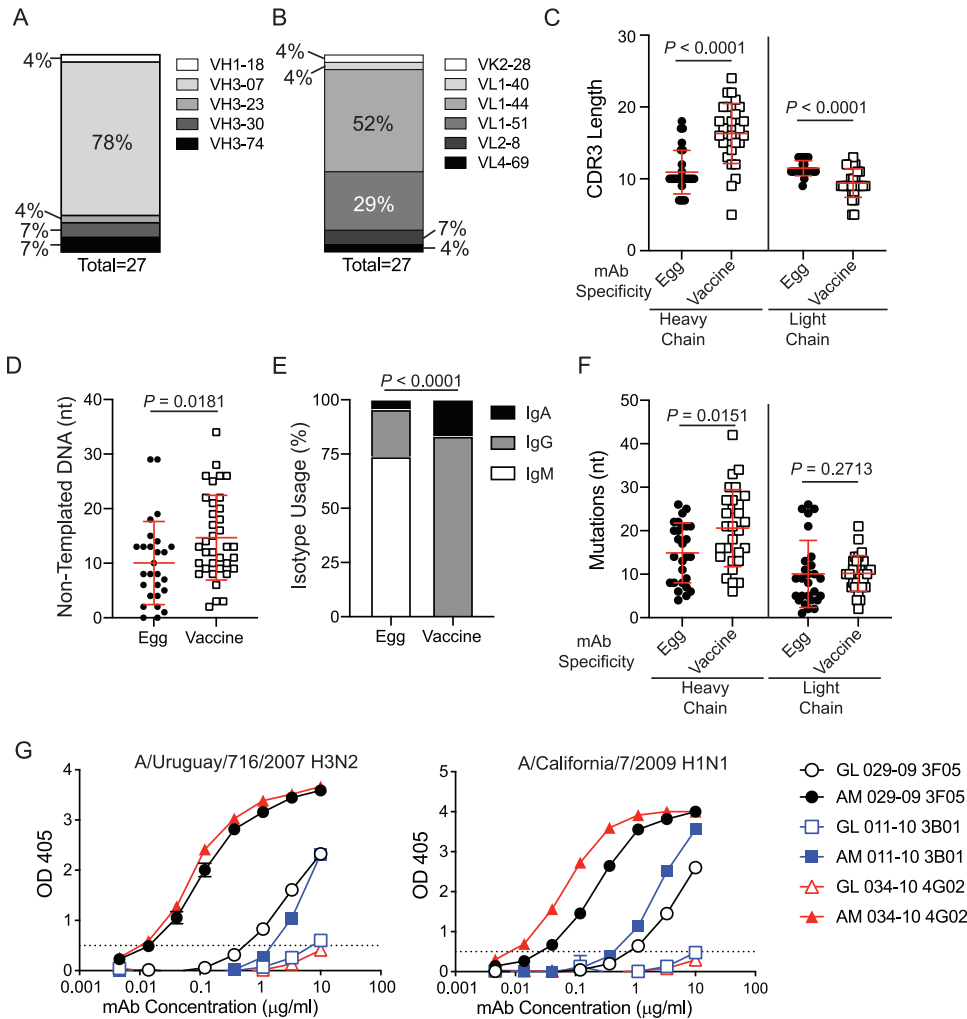 A
4%
78%
4%
7%
7%
Total=27
VH1-18
VH3-07
VH3-23
VH3-30
VH3-74
B
4%
4%
52%
29%
7%
4%
Total=27
VK2-28
VL1-40
VL1-44
VL1-51
VL2-8
VL4-69
C
CDR3 Length
30
20
10
0
P < 0.0001
P < 0.0001
mAb
Specificity
Egg
Vaccine
Egg
Vaccine
Heavy
Chain
Light
Chain
D
Non-Templated DNA (nt)
40
30
20
10
0
P = 0.0181
Egg
Vaccine
E
Isotype Usage (%)
100
75
50
25
0
P < 0.0001
Egg
Vaccine
IgA
IgG
IgM
F
Mutations (nt)
50
40
30
20
10
0
P = 0.0151
P = 0.2713
mAb
Specificity
Egg
Vaccine
Egg
Vaccine
Heavy
Chain
Light
Chain
G
A/Uruguay/716/2007 H3N2
OD 405
4
3
2
1
0
0.001
0.01
0.1
1
10
100
mAb Concentration (μg/ml)
A/California/7/2009 H1N1
OD 405
5
4
3
2
1
0
0.001
0.01
0.1
1
10
100
mAb Concentration (μg/ml)
GL 029-09 3F05
AM 029-09 3F05
GL 011-10 3B01
AM 011-10 3B01
GL 034-10 4G02
AM 034-10 4G02